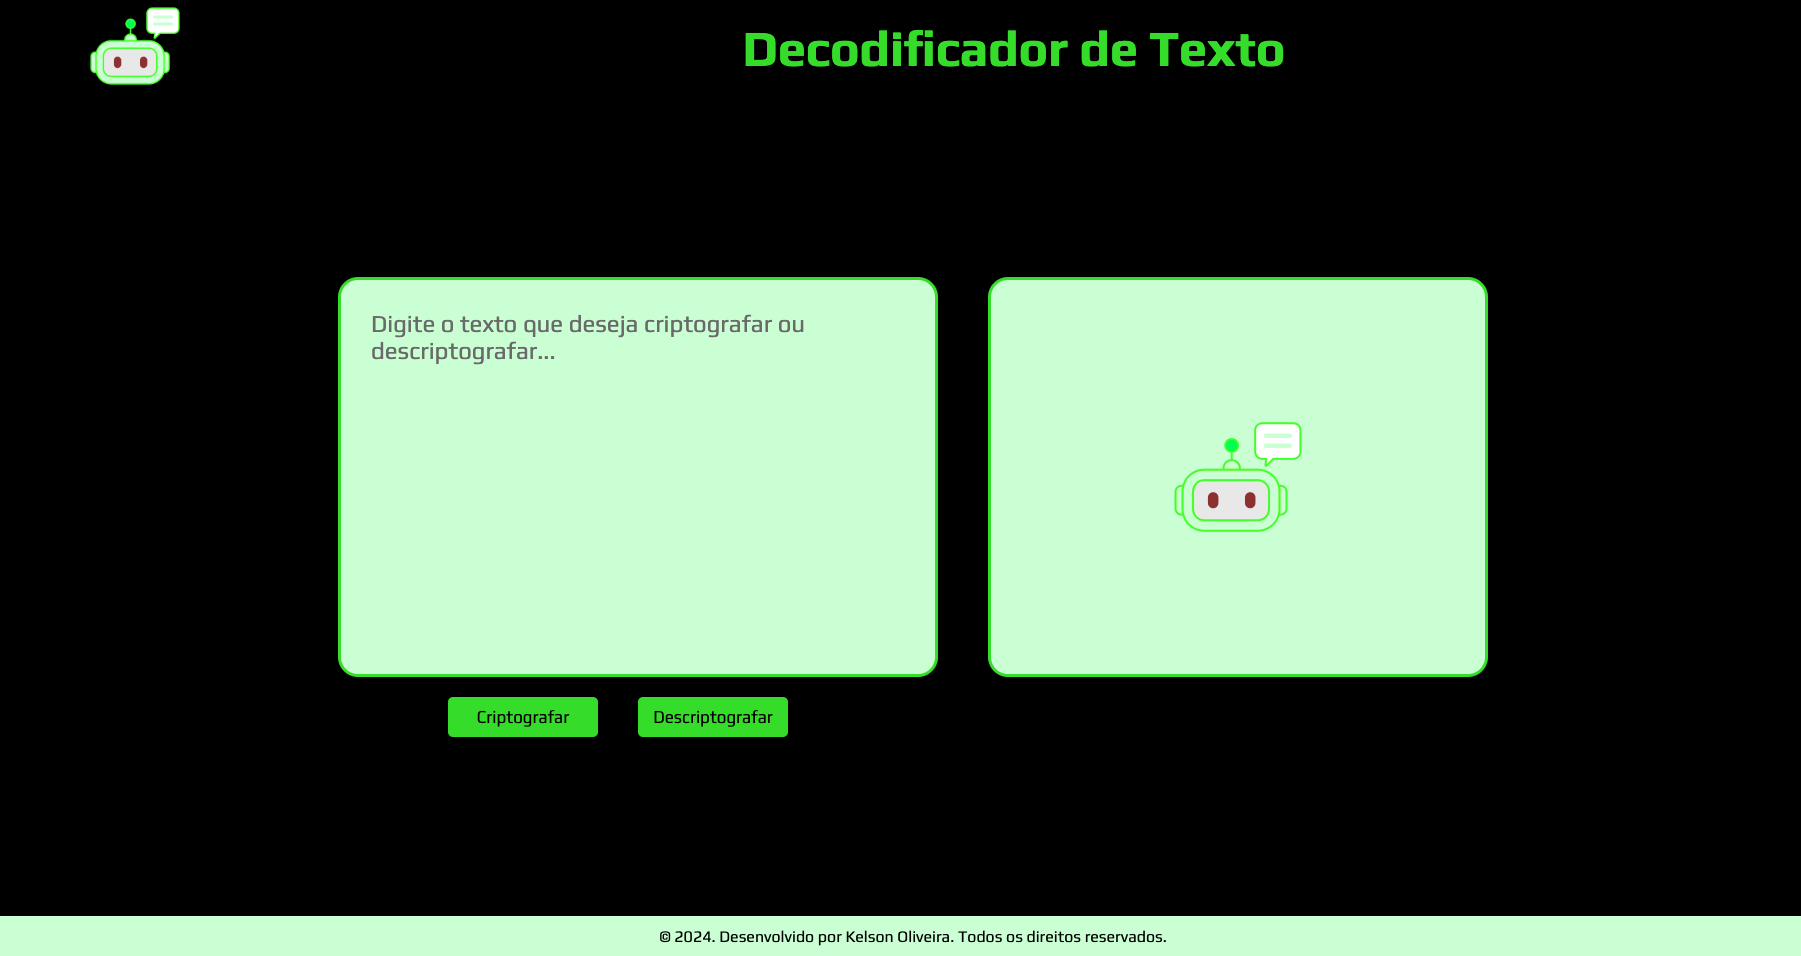 Decodificador de Texto
Digite o texto que deseja criptografar ou
descriptografar...
Criptografar
Descriptografar
© 2024. Desenvolvido por Kelson Oliveira. Todos os direitos reservados.